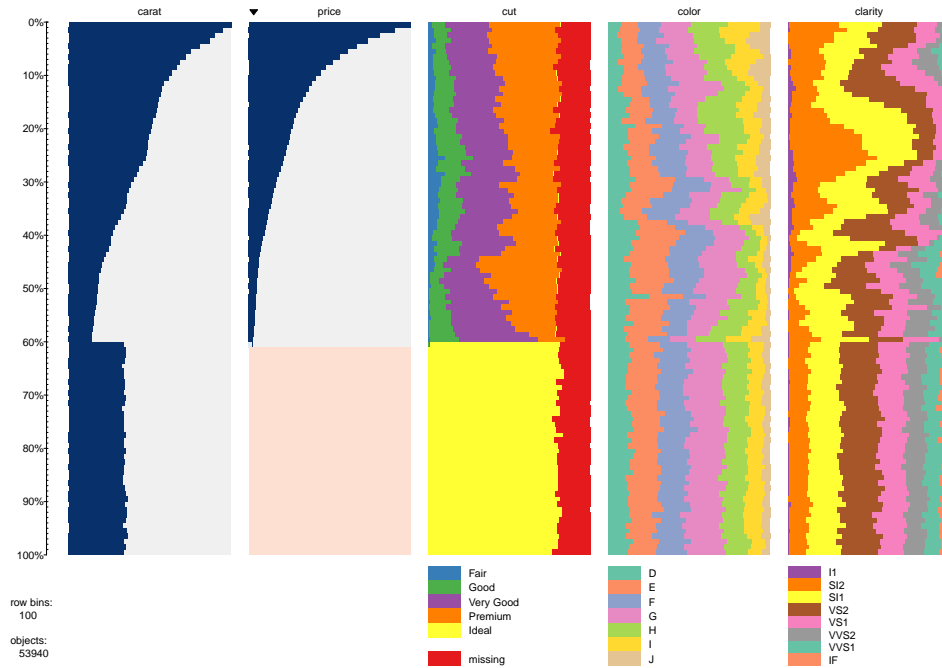 carat price cut color clarity
0%
10%
20%
30%
40%
50%
60%
70%
80%
90%
100%
row bins:
100
objects:
53940
Fair
Good
Very Good
Premium
Ideal
missing
D
E
F
G
H
I
J
I1
SI2
SI1
VS2
VS1
VVS2
VVS1
IF